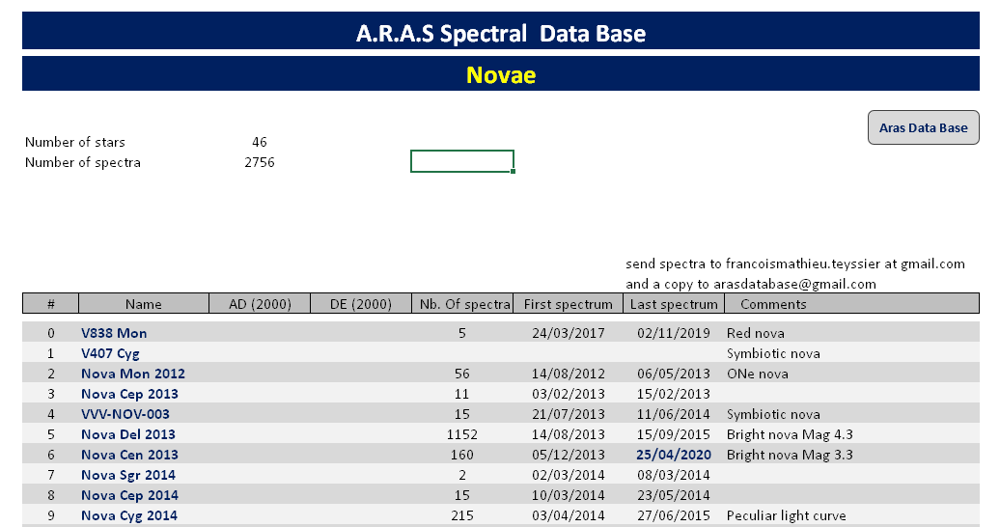 A.R.A.S Spectral Data Base
Novae
Aras Data Base
Number of stars 46
Number of spectra 2756
send spectra to francoismathieu.teyssier at gmail.com
and a copy to arasdatabase@gmail.com
# Name AD (2000) DE (2000) Nb. Of spectra First spectrum Last spectrum Comments
0 V838 Mon 5 24/03/2017 02/11/2019 Red nova
1 V407 Cyg Symbiotic nova
2 Nova Mon 2012 56 14/08/2012 06/05/2013 ONe nova
3 Nova Cep 2013 11 03/02/2013 15/02/2013
4 VVV-NOV-003 15 21/07/2013 11/06/2014 Symbiotic nova
5 Nova Del 2013 1152 14/08/2013 15/09/2015 Bright nova Mag 4.3
6 Nova Cen 2013 160 05/12/2013 25/04/2020 Bright nova Mag 3.3
7 Nova Sgr 2014 2 02/03/2014 08/03/2014
8 Nova Cep 2014 15 10/03/2014 23/05/2014
9 Nova Cyg 2014 215 03/04/2014 27/06/2015 Peculiar light curve